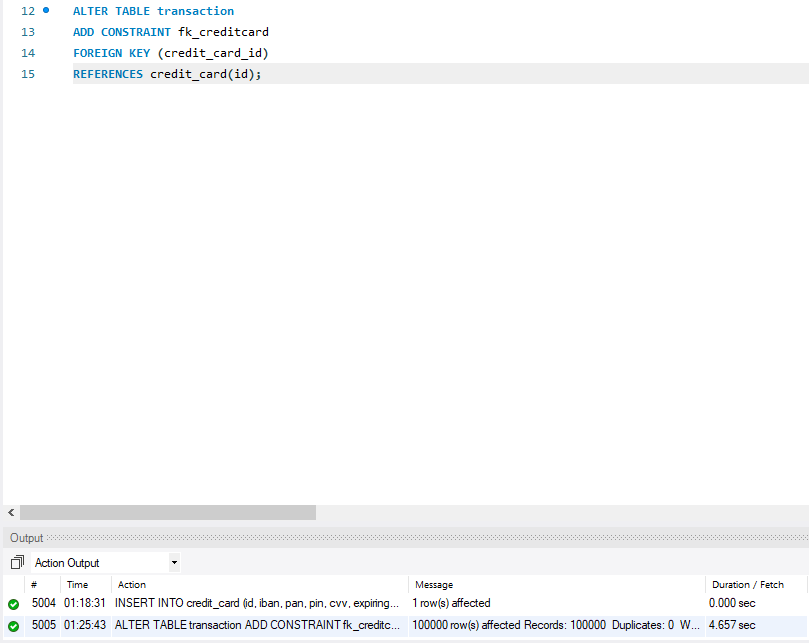 12 ALTER TABLE transaction
13 ADD CONSTRAINT fk_creditcard
14 FOREIGN KEY (credit_card_id)
15 REFERENCES credit_card(id);
Output
Action Output
# Time Action Message Duration / Fetch
5004 01:18:31 INSERT INTO credit_card (id, iban, pan, pin, cvv, expiring... 1 row(s) affected 0.000 sec
5005 01:25:43 ALTER TABLE transaction ADD CONSTRAINT fk_creditc... 100000 row(s) affected Records: 100000 Duplicates: 0 W... 4.657 sec